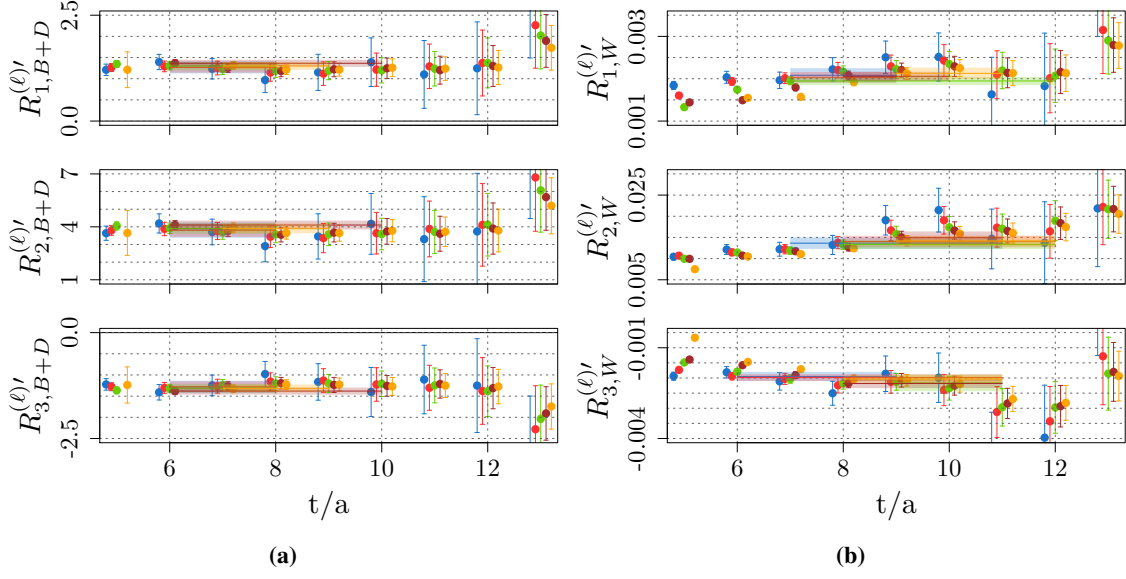 R^{(ℓ)′}_{1,B+D}
2.5
0.0
R^{(ℓ)′}_{2,B+D}
7
4
1
R^{(ℓ)′}_{3,B+D}
0.0
-2.5
6 8 10 12
t/a
(a)
R^{(ℓ)′}_{1,W}
0.003
0.001
R^{(ℓ)′}_{2,W}
0.025
0.005
R^{(ℓ)′}_{3,W}
-0.001
-0.004
6 8 10 12
t/a
(b)